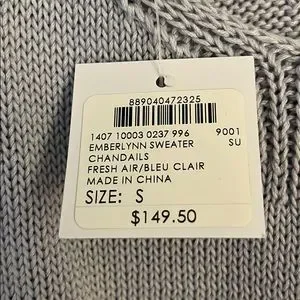 889040472325
1407 10003 0237 996 9001
EMBERLYNN SWEATER SU
CHANDAILS
FRESH AIR/BLEU CLAIR
MADE IN CHINA
SIZE: S
$149.50